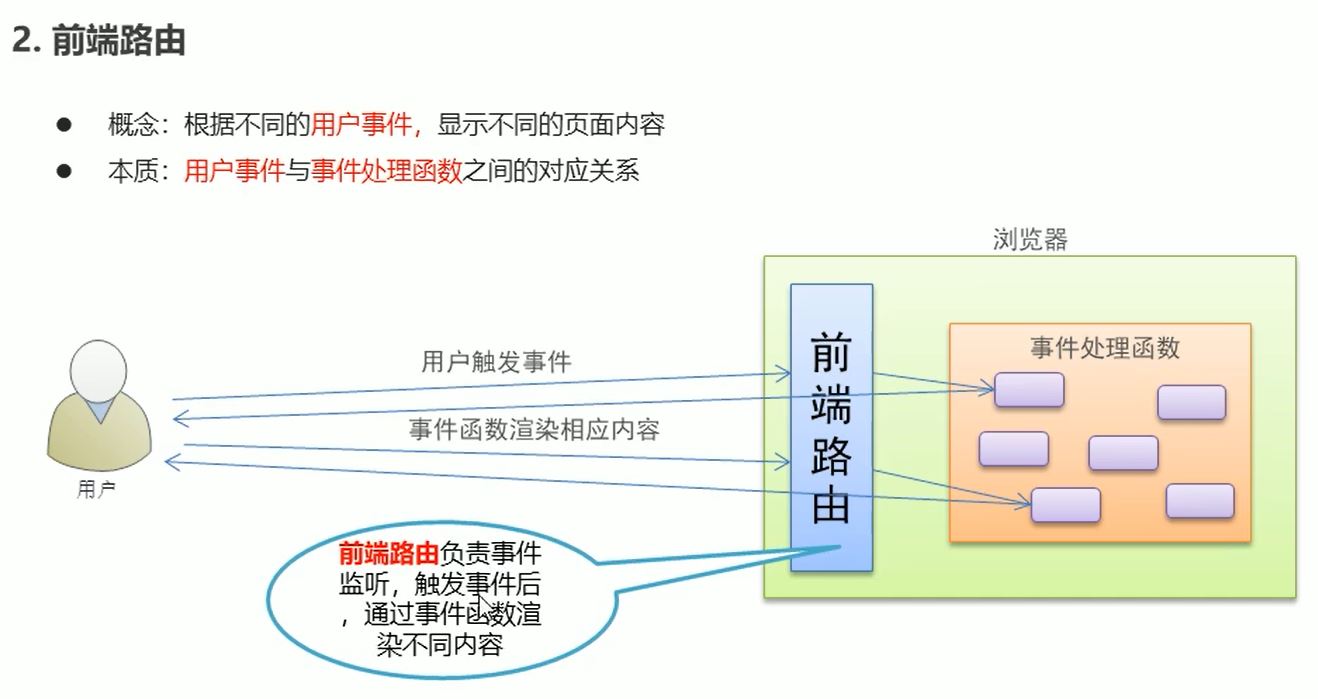 2. 前端路由
● 概念：根据不同的用户事件，显示不同的页面内容
● 本质：用户事件与事件处理函数之间的对应关系
浏览器
前
端
路
由
事件处理函数
用户触发事件
事件函数渲染相应内容
用户
前端路由负责事件
监听，触发事件后
，通过事件函数渲
染不同内容